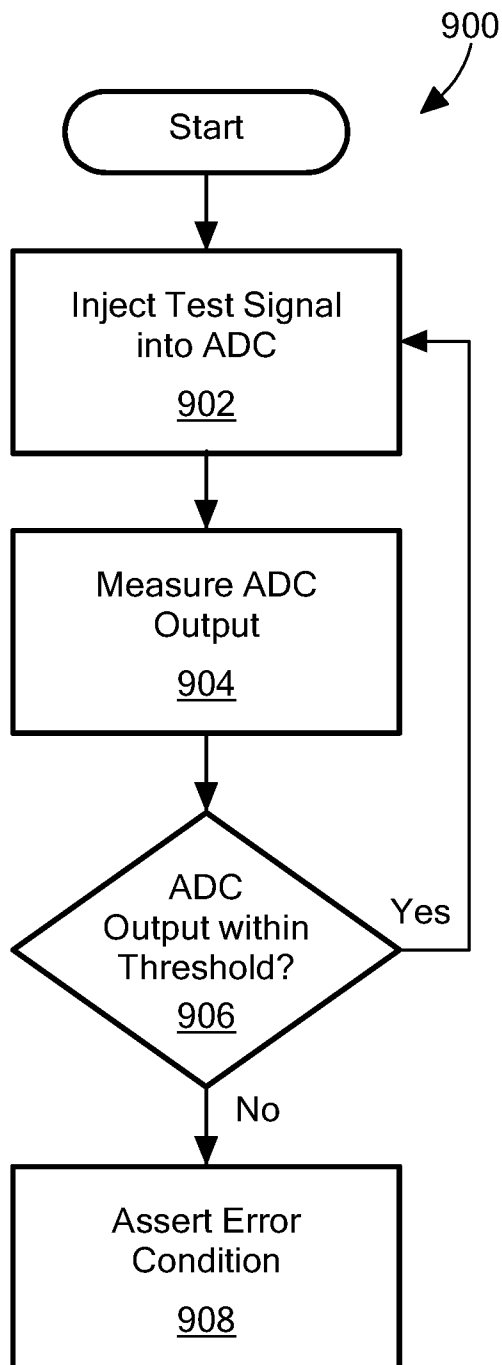 900
Start
Inject Test Signal
into ADC
902
Measure ADC
Output
904
ADC
Output within
Threshold?
906
Yes
No
Assert Error
Condition
908